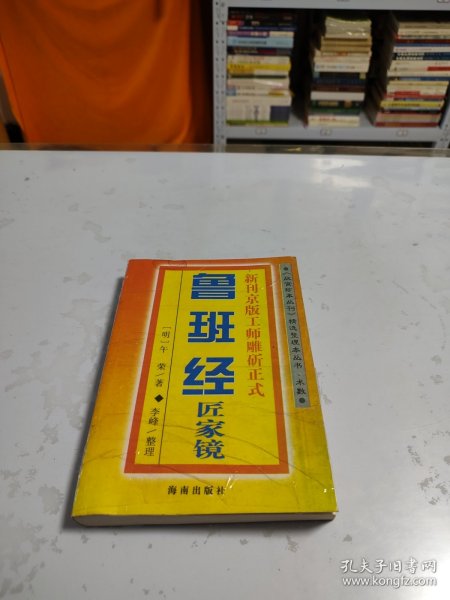 《故宫珍本丛刊》精选整理本丛书·术数
新刊京版工师雕斫正式
鲁班经
匠家镜
[明]午荣/著◆李峰/整理
海南出版社
孔夫子旧书网
www.kongfz.com